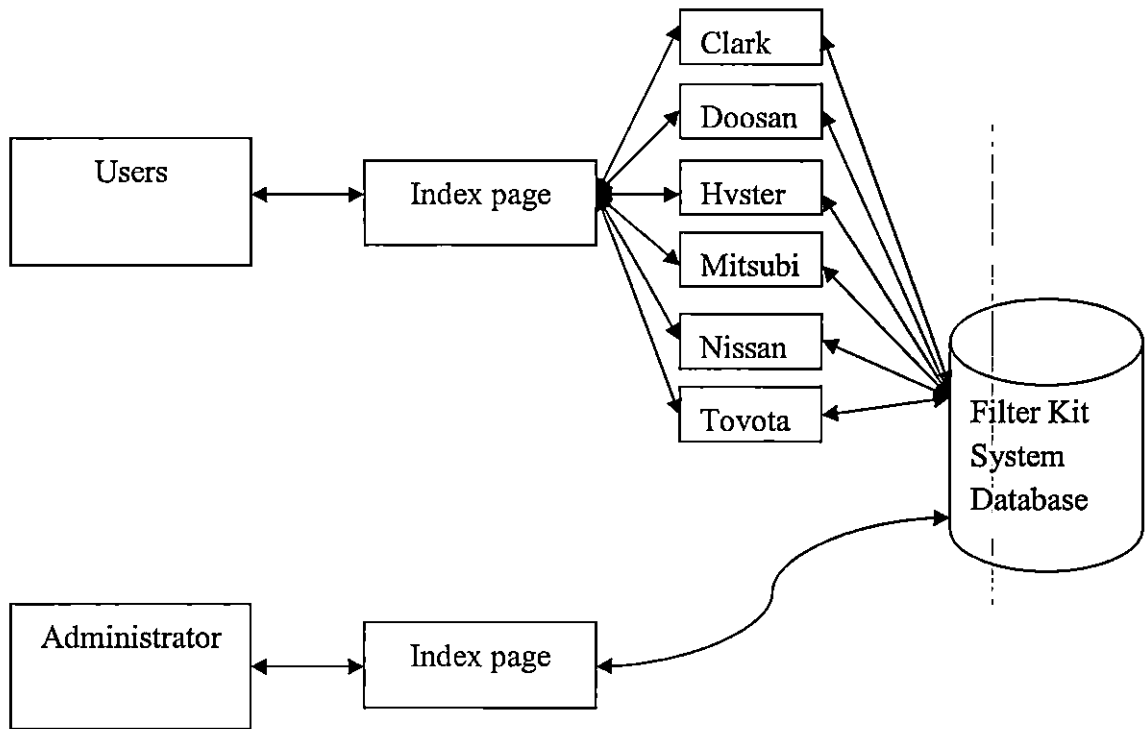 Clark
Doosan
Users
Index page
Hvster
Mitsubi
Nissan
Tovota
Filter Kit
System
Database
Administrator
Index page